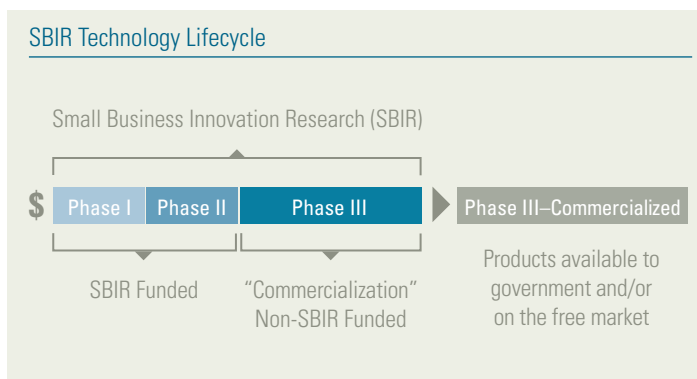 SBIR Technology Lifecycle
Small Business Innovation Research (SBIR)
$ Phase I Phase II Phase III Phase III–Commercialized
SBIR Funded
“Commercialization”
Non-SBIR Funded
Products available to
government and/or
on the free market